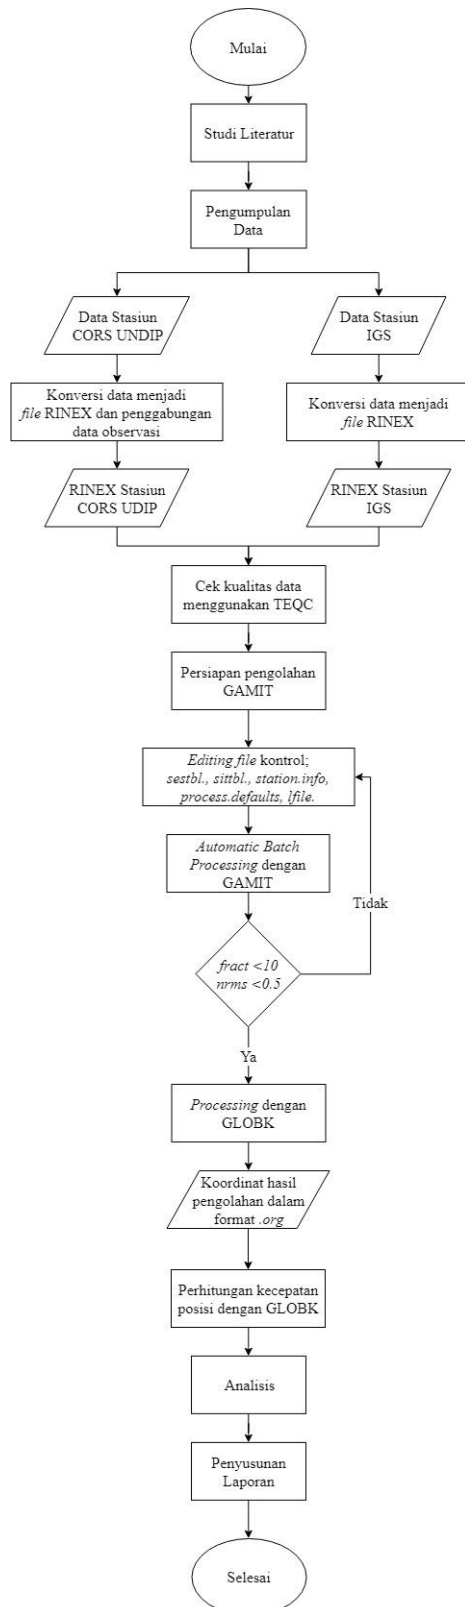 Mulai
Studi Literatur
Pengumpulan
Data
Data Stasiun
CORS UNDIP
Data Stasiun
IGS
Konversi data menjadi
file RINEX dan penggabungan
data observasi
Konversi data menjadi
file RINEX
RINEX Stasiun
CORS UDIP
RINEX Stasiun
IGS
Cek kualitas data
menggunakan TEQC
Persiapan pengolahan
GAMIT
Editing file kontrol;
sestbl., sittbl., station.info,
process.defaults, lfile.
Automatic Batch
Processing dengan
GAMIT
Tidak
fract <10
nrms <0.5
Ya
Processing dengan
GLOBK
Koordinat hasil
pengolahan dalam
format .org
Perhitungan kecepatan
posisi dengan GLOBK
Analisis
Penyusunan
Laporan
Selesai